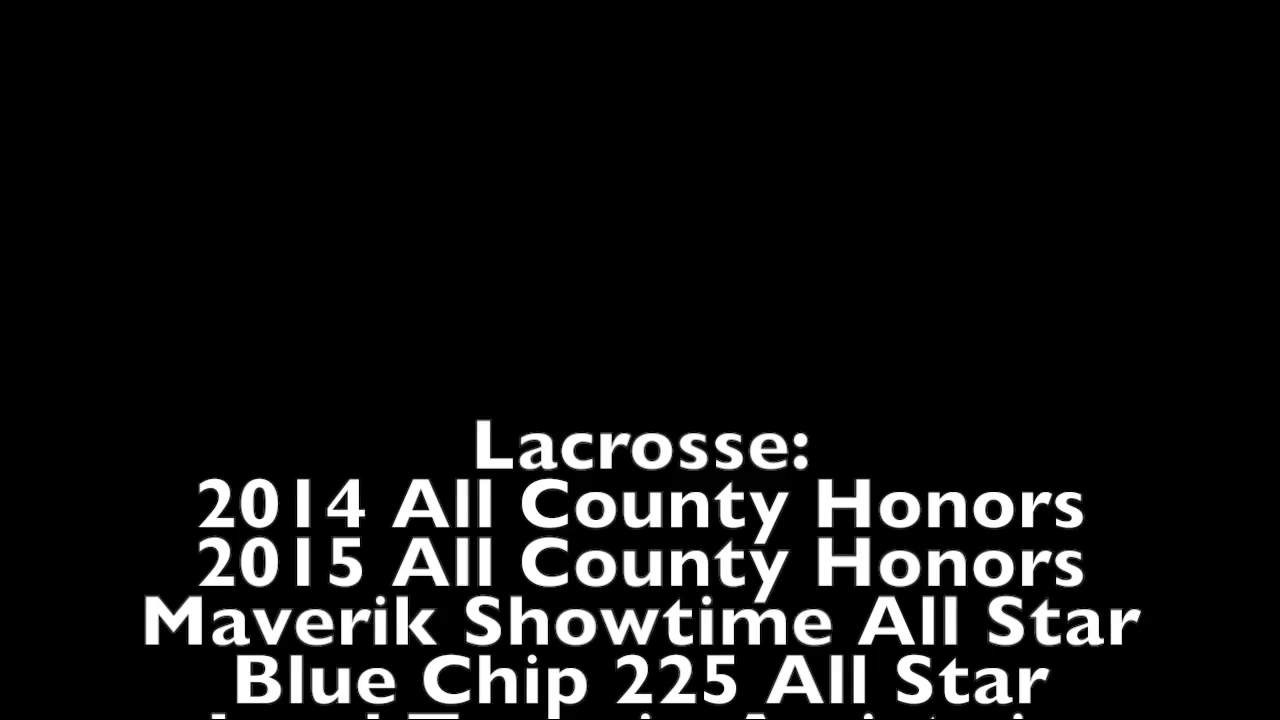 Lacrosse:
2014 All County Honors
2015 All County Honors
Maverik Showtime All Star
Blue Chip 225 All Star